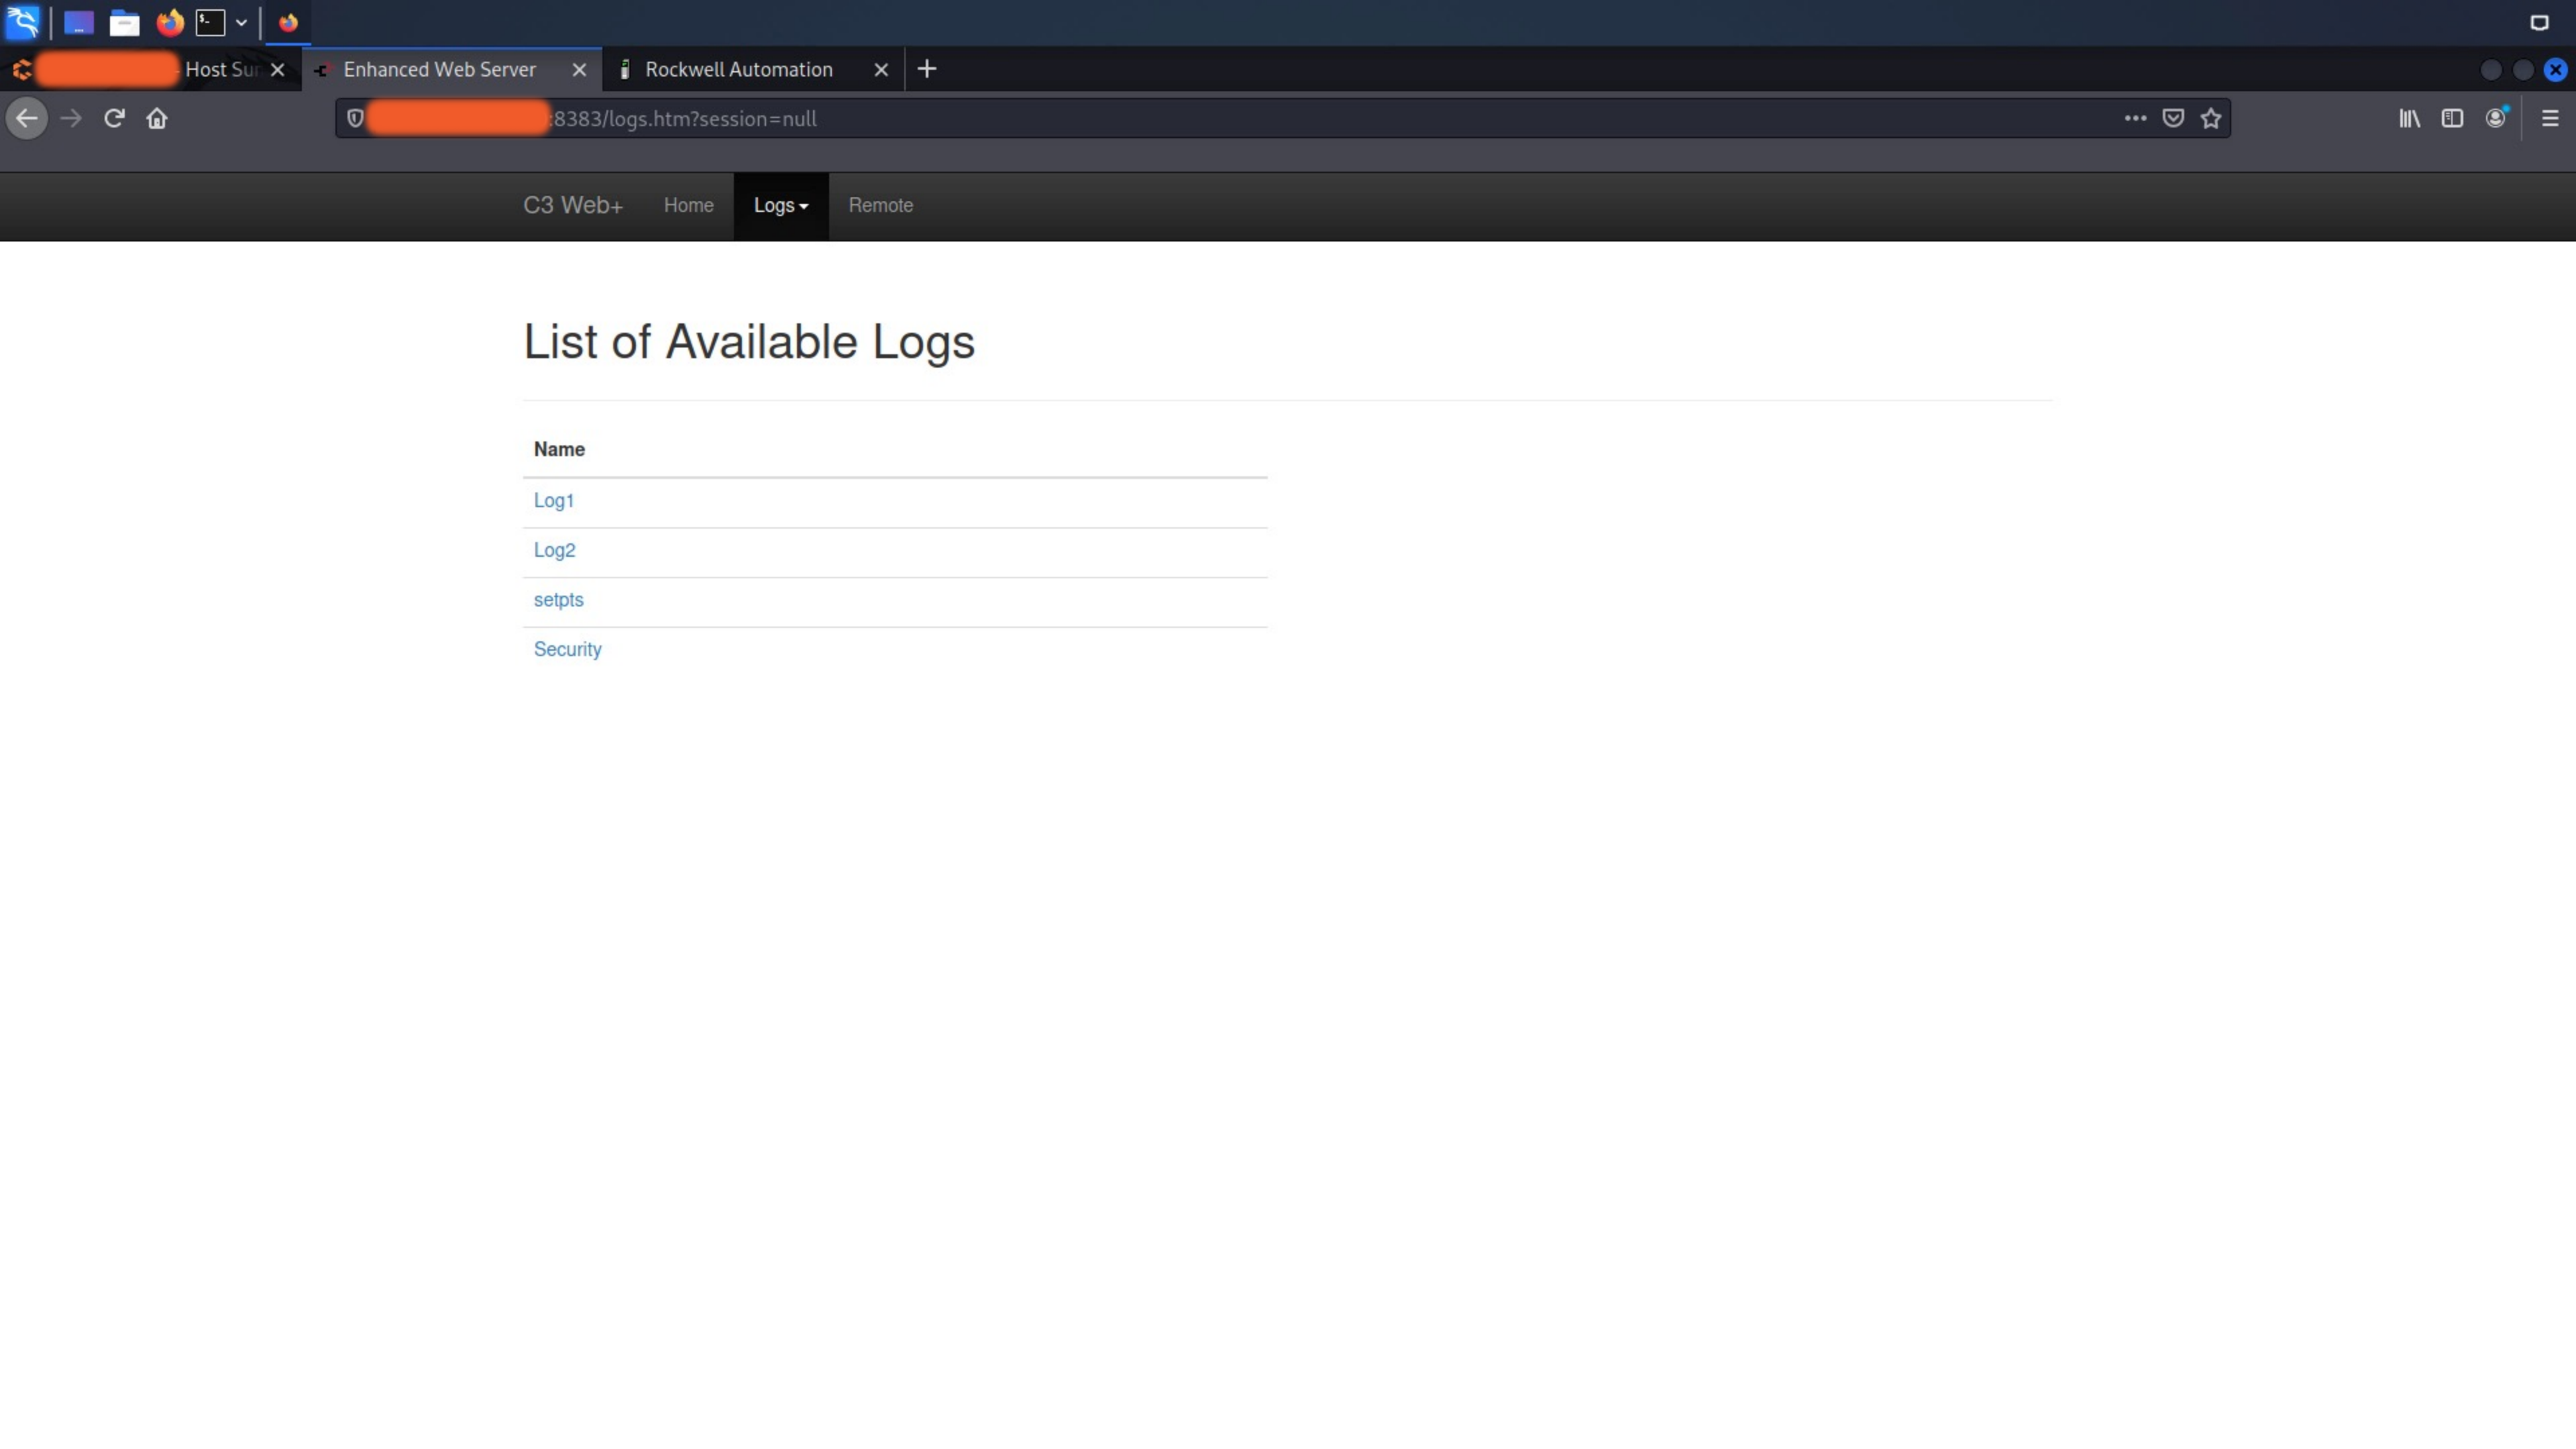 Host Sur
Enhanced Web Server
Rockwell Automation
:8383/logs.htm?session=null
C3 Web+
Home
Logs
Remote
List of Available Logs
Name
Log1
Log2
setpts
Security